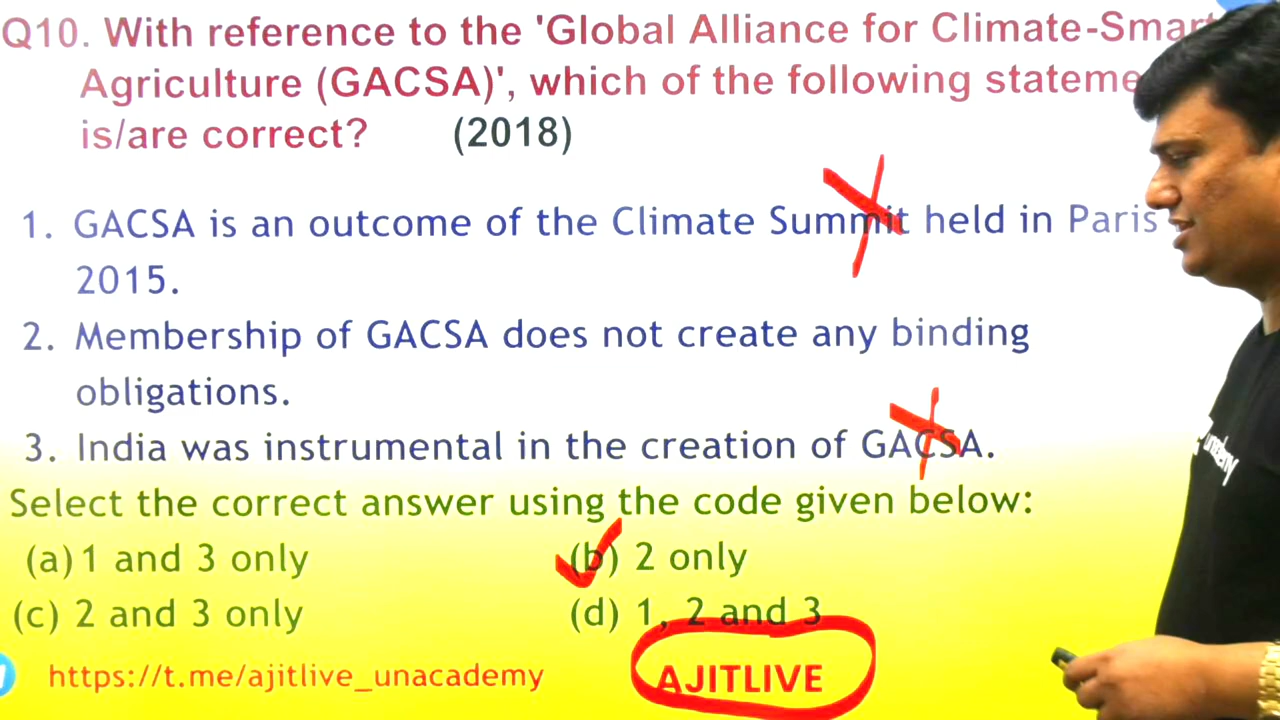 Q10. With reference to the 'Global Alliance for Climate-Smart
Agriculture (GACSA)', which of the following
is/are correct? (2018)
1. GACSA is an outcome of the Climate Summit held in Paris
2015.
2. Membership of GACSA does not create any binding
obligations.
3. India was instrumental in the creation of GACSA.
Select the correct answer using the code given below:
(a) 1 and 3 only (b) 2 only
(c) 2 and 3 only (d) 1, 2 and 3
https://t.me/ajitlive_unacademy AJITLIVE
unacademy